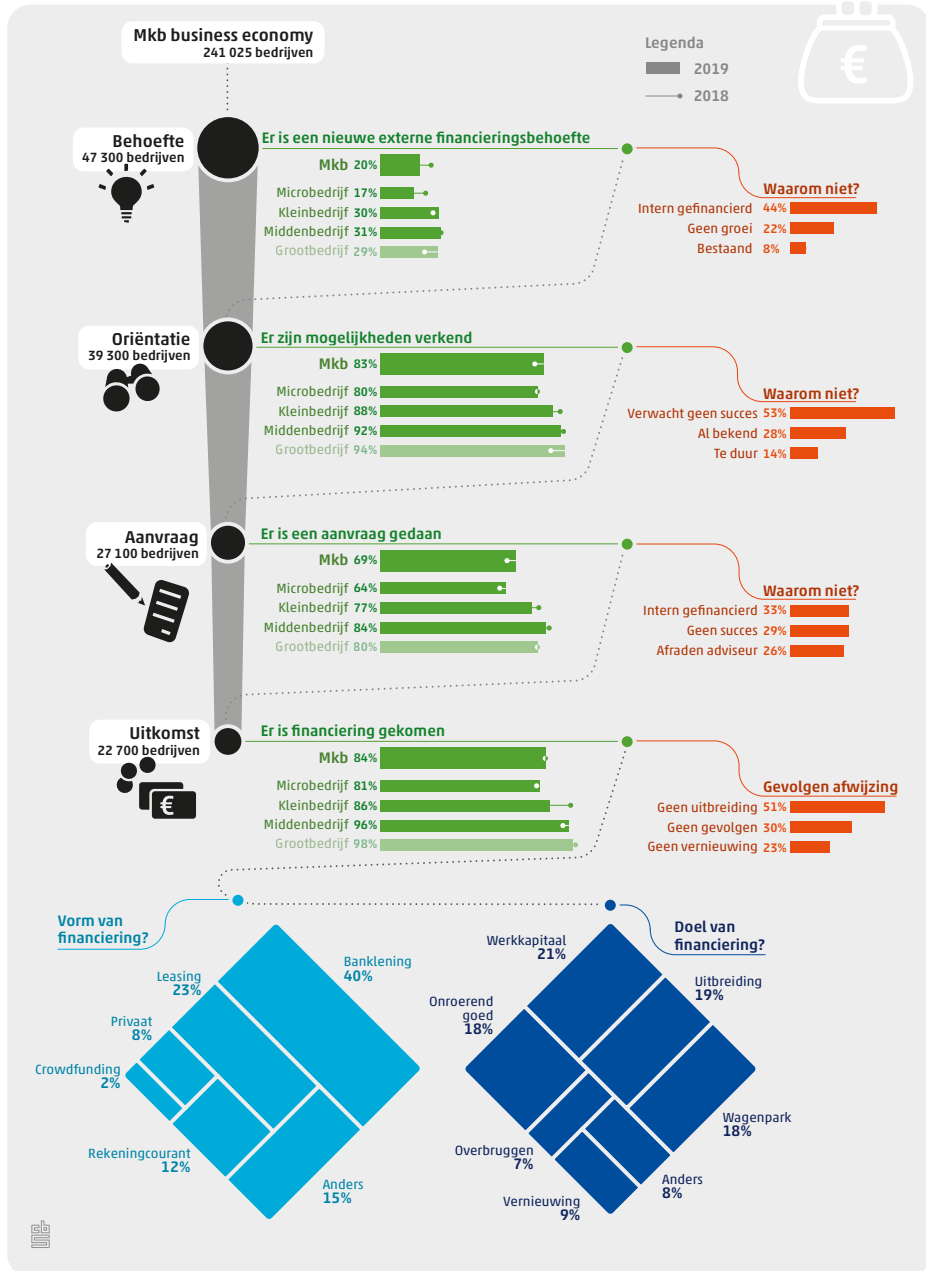 Mkb business economy
241 025 bedrijven
Legenda
2019
2018
€
Behoefte
47 300 bedrijven
Er is een nieuwe externe financieringsbehoefte
Mkb 20%
Microbedrijf 17%
Kleinbedrijf 30%
Middenbedrijf 31%
Grootbedrijf 29%
Waarom niet?
Intern gefinancierd 44%
Geen groei 22%
Bestaand 8%
Oriëntatie
39 300 bedrijven
Er zijn mogelijkheden verkend
Mkb 83%
Microbedrijf 80%
Kleinbedrijf 88%
Middenbedrijf 92%
Grootbedrijf 94%
Waarom niet?
Verwacht geen succes 53%
Al bekend 28%
Te duur 14%
Aanvraag
27 100 bedrijven
Er is een aanvraag gedaan
Mkb 69%
Microbedrijf 64%
Kleinbedrijf 77%
Middenbedrijf 84%
Grootbedrijf 80%
Waarom niet?
Intern gefinancierd 33%
Geen succes 29%
Afraden adviseur 26%
Uitkomst
22 700 bedrijven
€
Er is financiering gekomen
Mkb 84%
Microbedrijf 81%
Kleinbedrijf 86%
Middenbedrijf 96%
Grootbedrijf 98%
Gevolgen afwijzing
Geen uitbreiding 51%
Geen gevolgen 30%
Geen vernieuwing 23%
Vorm van
financiering?
Banklening
40%
Leasing
23%
Privaat
8%
Crowdfunding
2%
Rekeningcourant
12%
Anders
15%
Doel van
financiering?
Werkkapitaal
21%
Uitbreiding
19%
Onroerend
goed
18%
Wagenpark
18%
Overbruggen
7%
Anders
8%
Vernieuwing
9%
cbs